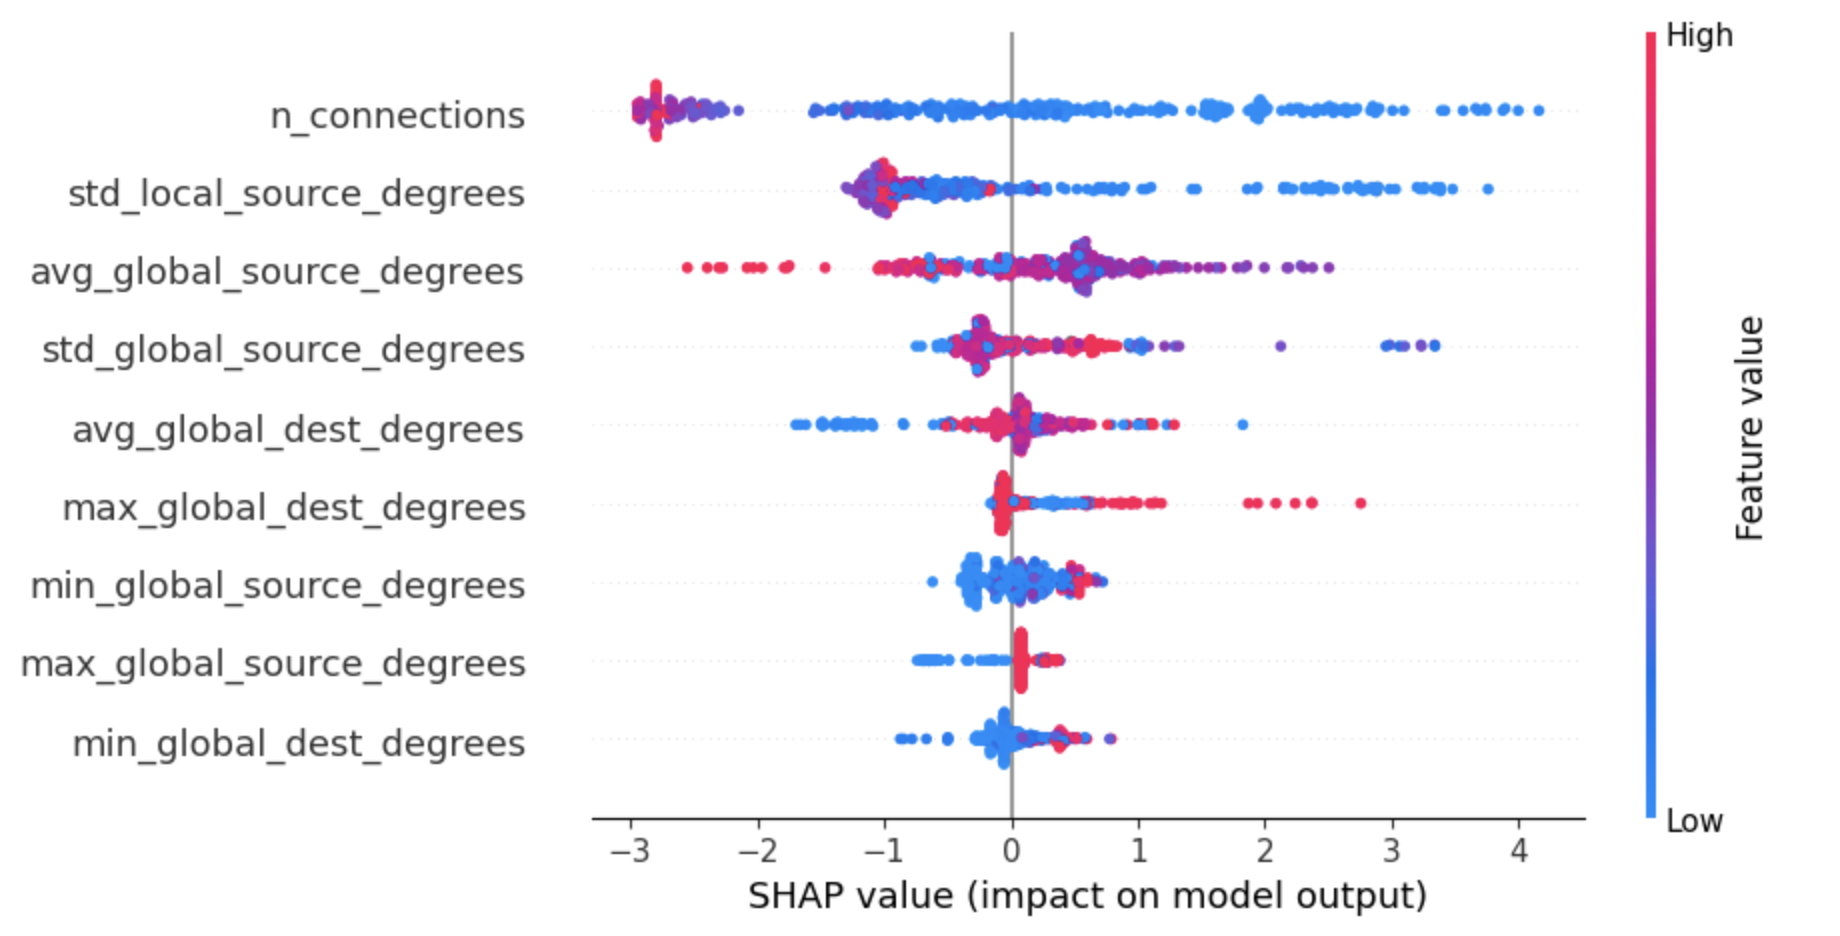 High
n_connections
std_local_source_degrees
avg_global_source_degrees
std_global_source_degrees
avg_global_dest_degrees
max_global_dest_degrees
min_global_source_degrees
max_global_source_degrees
min_global_dest_degrees
Feature value
Low
−3 −2 −1 0 1 2 3 4
SHAP value (impact on model output)